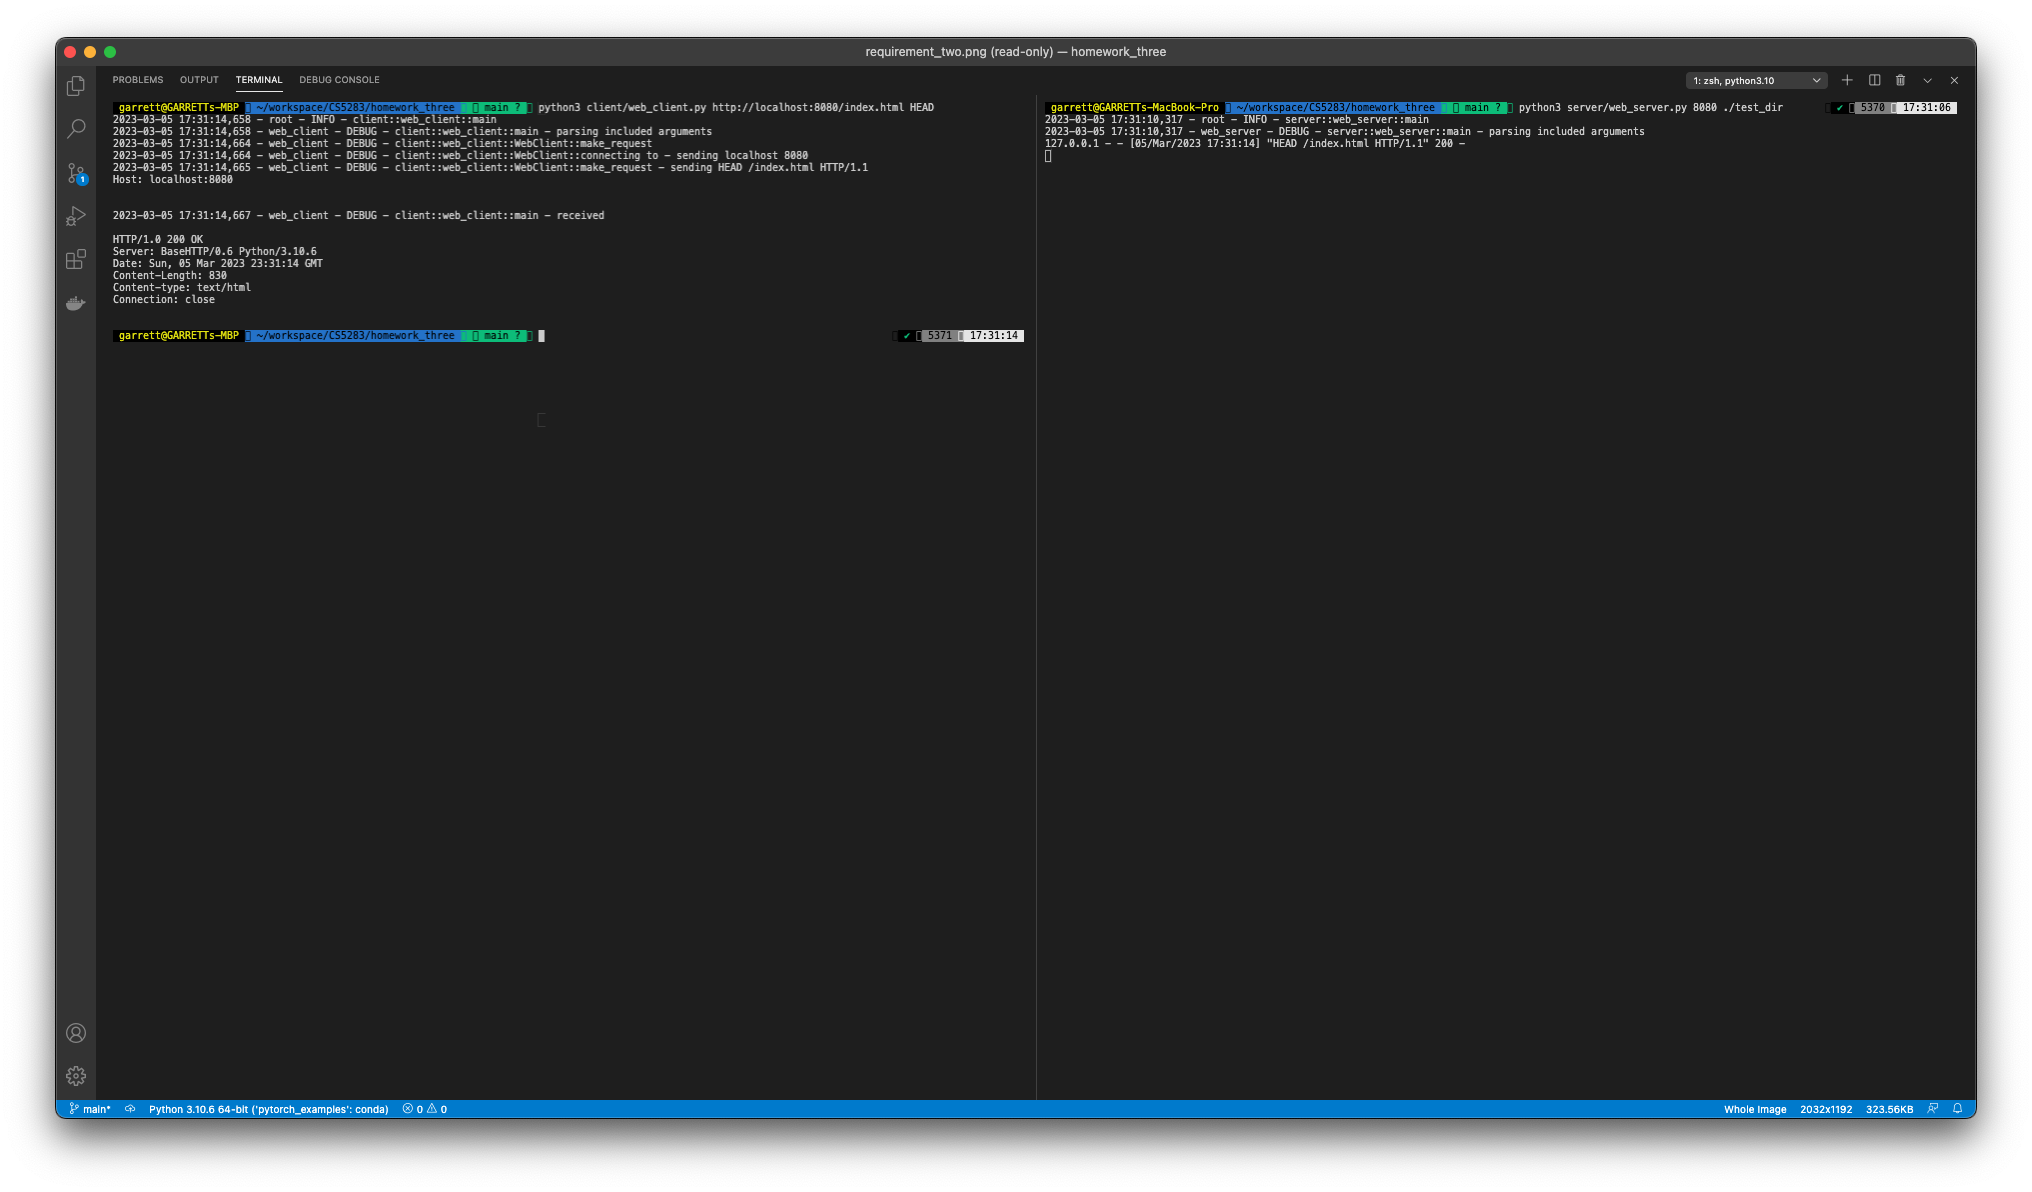 requirement_two.png (read-only) — homework_three
PROBLEMS OUTPUT TERMINAL DEBUG CONSOLE
1: zsh, python3.10
garrett@GARRETTs-MBP ~/workspace/CS5283/homework_three main ? python3 client/web_client.py http://localhost:8080/index.html HEAD
2023-03-05 17:31:14,658 - root - INFO - client::web_client::main
2023-03-05 17:31:14,658 - web_client - DEBUG - client::web_client::main - parsing included arguments
2023-03-05 17:31:14,664 - web_client - DEBUG - client::web_client::WebClient::make_request
2023-03-05 17:31:14,664 - web_client - DEBUG - client::web_client::WebClient::connecting to - sending localhost 8080
2023-03-05 17:31:14,665 - web_client - DEBUG - client::web_client::WebClient::make_request - sending HEAD /index.html HTTP/1.1
Host: localhost:8080
2023-03-05 17:31:14,667 - web_client - DEBUG - client::web_client::main - received
HTTP/1.0 200 OK
Server: BaseHTTP/0.6 Python/3.10.6
Date: Sun, 05 Mar 2023 23:31:14 GMT
Content-Length: 830
Content-type: text/html
Connection: close
garrett@GARRETTs-MBP ~/workspace/CS5283/homework_three main ? ✔ 5371 17:31:14
garrett@GARRETTs-MacBook-Pro ~/workspace/CS5283/homework_three main ? python3 server/web_server.py 8080 ./test_dir ✔ 5370 17:31:06
2023-03-05 17:31:10,317 - root - INFO - server::web_server::main
2023-03-05 17:31:10,317 - web_server - DEBUG - server::web_server::main - parsing included arguments
127.0.0.1 - - [05/Mar/2023 17:31:14] "HEAD /index.html HTTP/1.1" 200 -
1
main* Python 3.10.6 64-bit ('pytorch_examples': conda) 0 0 Whole Image 2032x1192 323.56KB